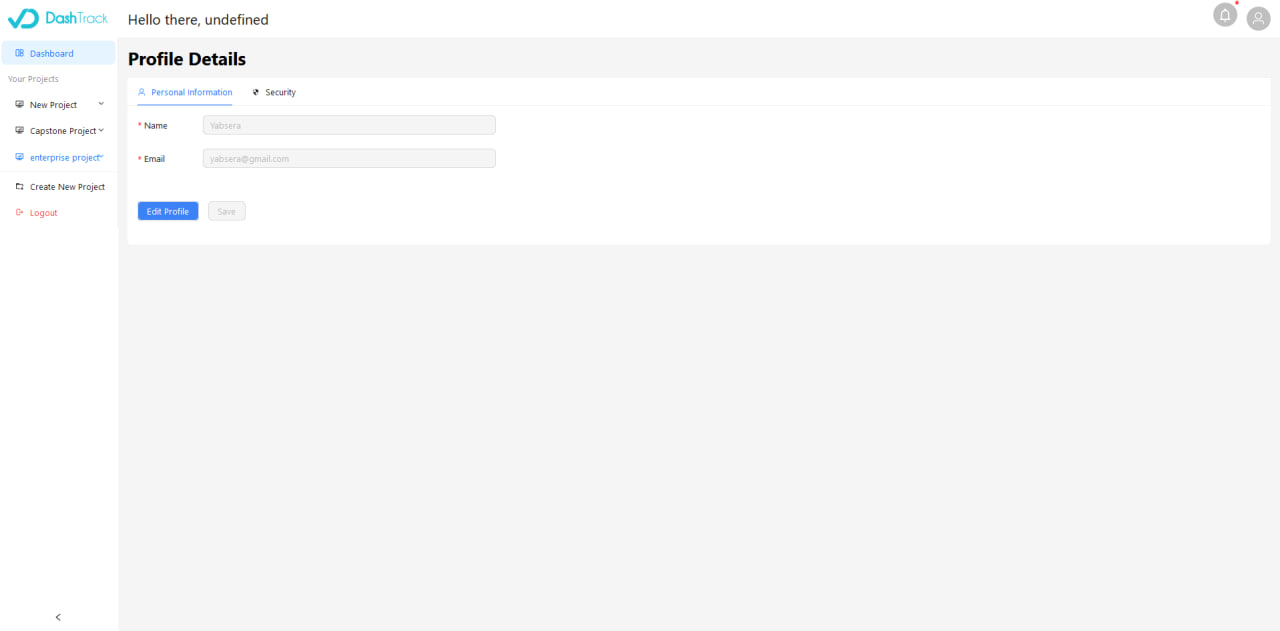 DashTrack
Hello there, undefined
Dashboard
Your Projects
New Project
Capstone Project
enterprise project
Create New Project
Logout
Profile Details
Personal Information
Security
* Name
Yabsera
* Email
yabsera@gmail.com
Edit Profile
Save